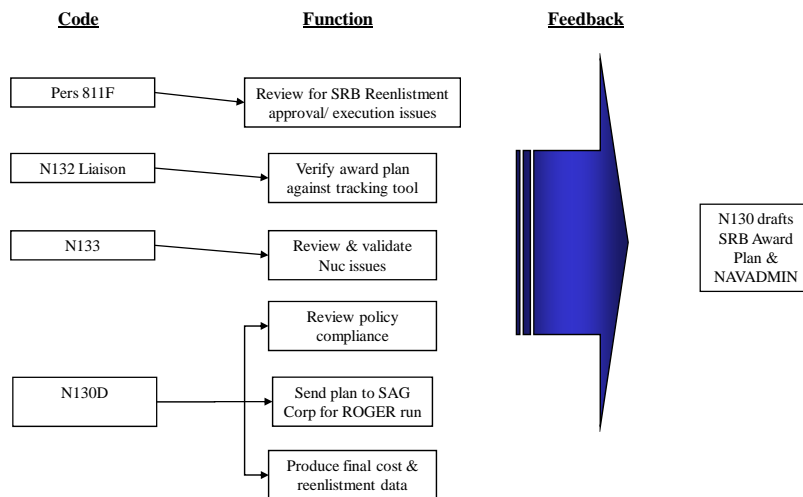 Code
Function
Feedback
Pers 811F
Review for SRB Reenlistment
approval/ execution issues
N132 Liaison
Verify award plan
against tracking tool
N133
Review & validate
Nuc issues
N130D
Review policy
compliance
Send plan to SAG
Corp for ROGER run
Produce final cost &
reenlistment data
N130 drafts
SRB Award
Plan &
NAVADMIN